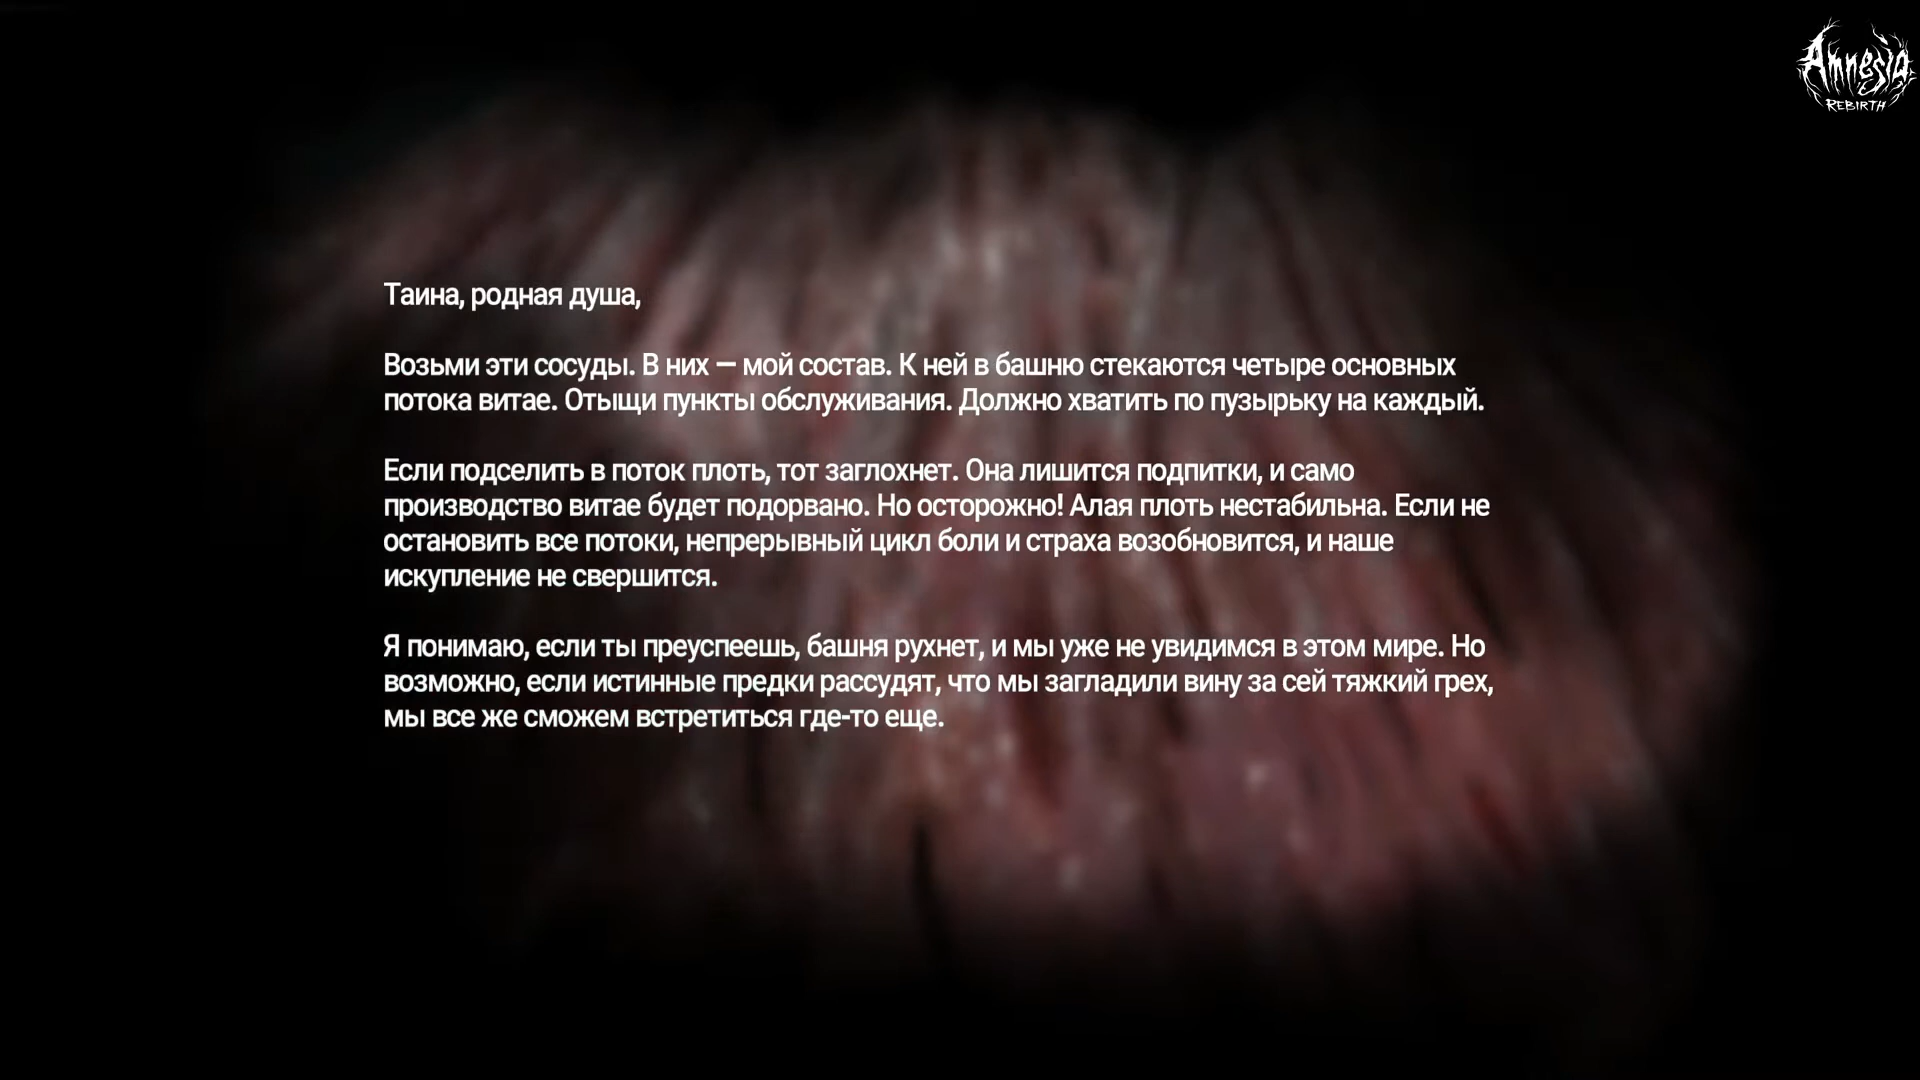 Amnesia
REBIRTH
Таина, родная душа,
Возьми эти сосуды. В них — мой состав. К ней в башню стекаются четыре основных
потока витае. Отыщи пункты обслуживания. Должно хватить по пузырьку на каждый.
Если подселить в поток плоть, тот заглохнет. Она лишится подпитки, и само
производство витае будет подорвано. Но осторожно! Алая плоть нестабильна. Если не
остановить все потоки, непрерывный цикл боли и страха возобновится, и наше
искупление не свершится.
Я понимаю, если ты преуспеешь, башня рухнет, и мы уже не увидимся в этом мире. Но
возможно, если истинные предки рассудят, что мы загладили вину за сей тяжкий грех,
мы все же сможем встретиться где-то еще.